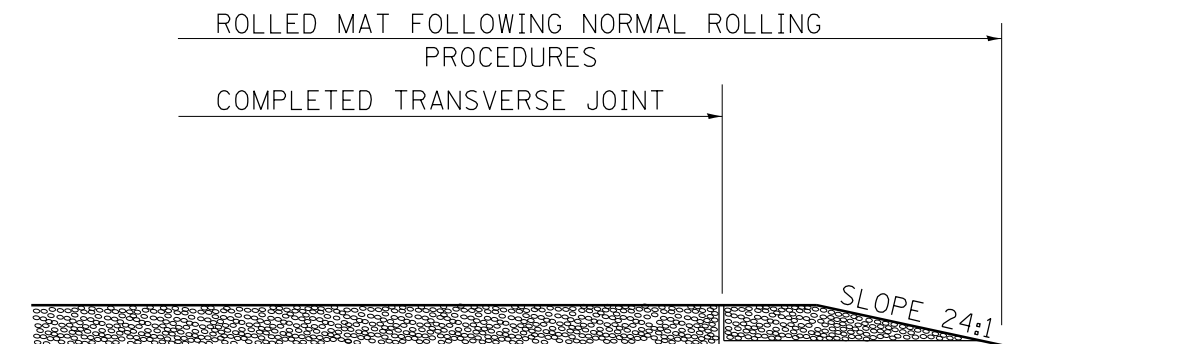 ROLLED MAT FOLLOWING NORMAL ROLLING
PROCEDURES
COMPLETED TRANSVERSE JOINT
SLOPE 24:1